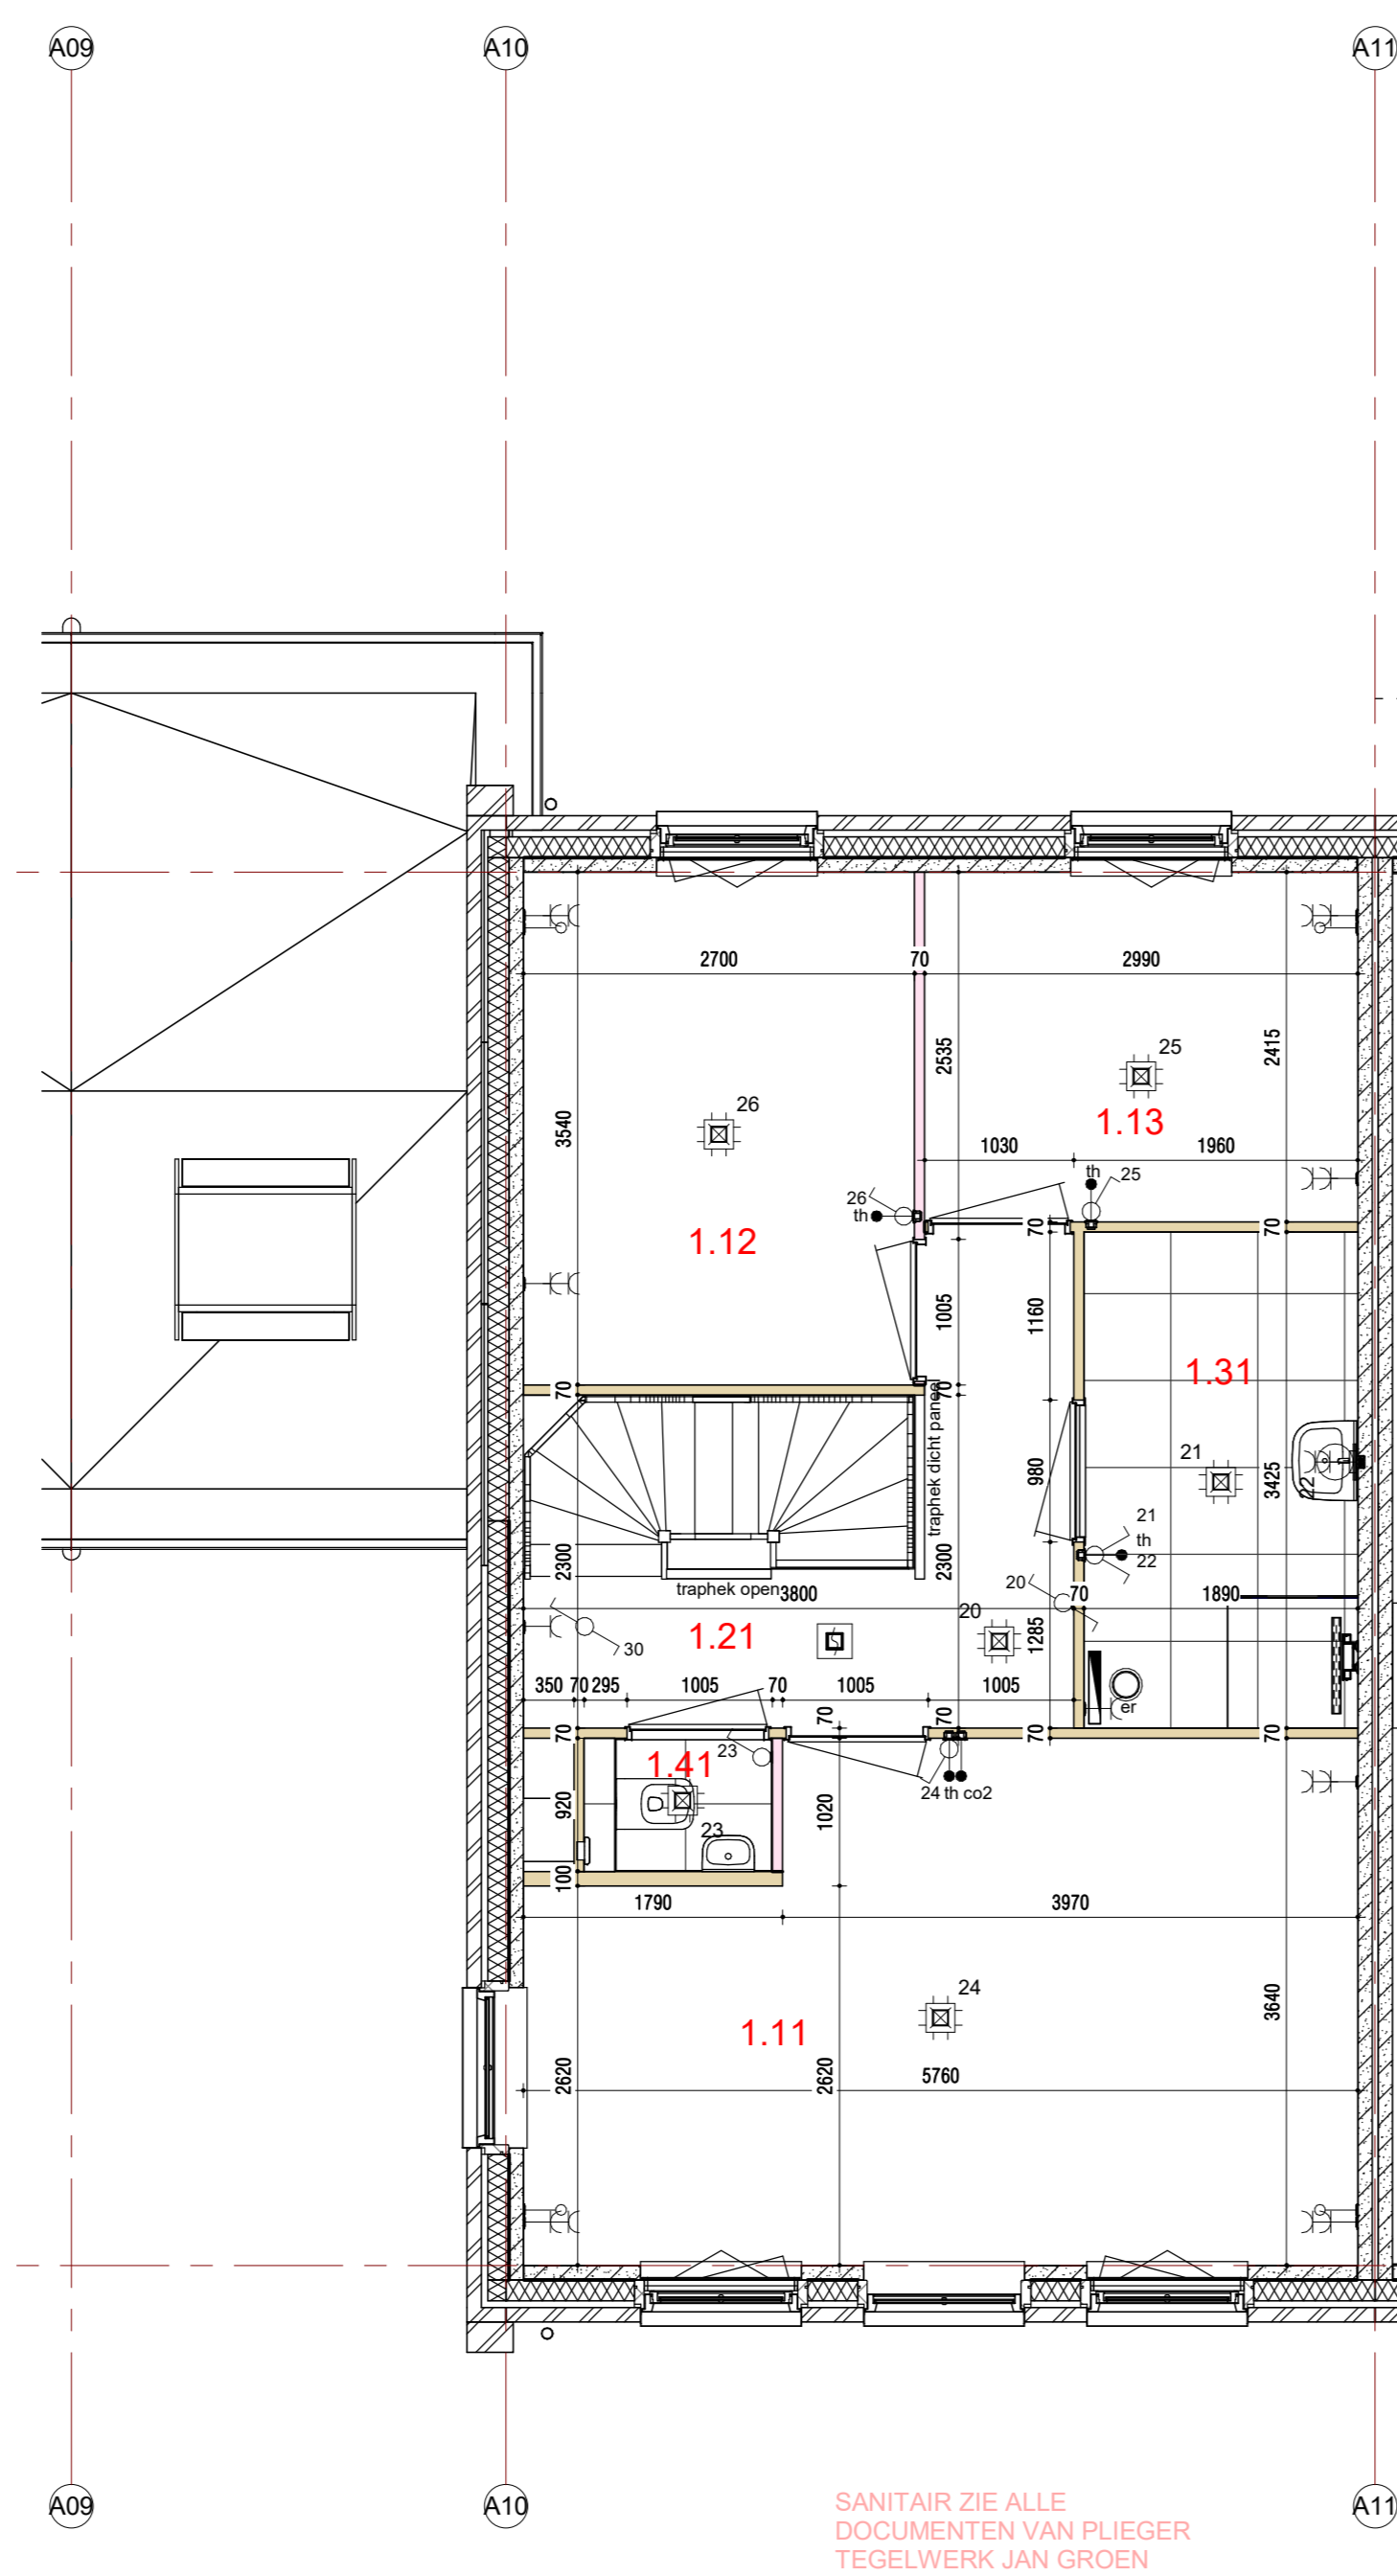 A09 A10 A11
2700 70 2990
2535 2415
25
26
3540
1.13
1030 1960
th 25
26
th
1.12
70 70
1005 1160
1.31
70 70
traphek dicht paneel
21
980 3425
22
21
th
22
2300 2300
traphek open 3800
20 70 1890
20
1.21
30
1285
350 70 295 1005 70 1005 1005
er
70 70 70 70 70
1.41
23
24 th co2
920 1020
23
100
1790 3970
24
3640
1.11
2620 2620 5760
A09 A10 A11
SANITAIR ZIE ALLE
DOCUMENTEN VAN PLIEGER
TEGELWERK JAN GROEN